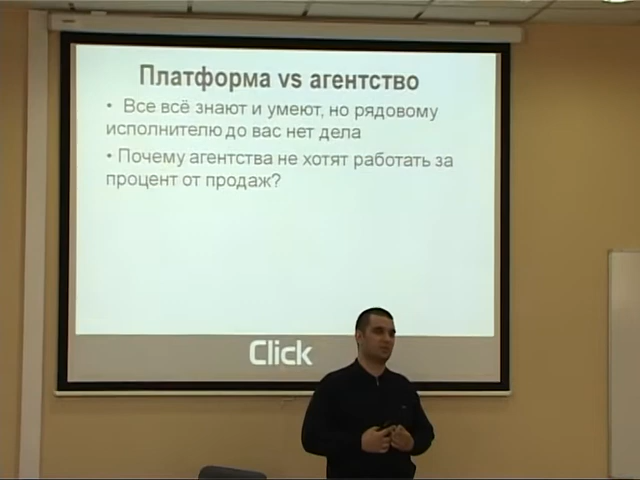 Платформа vs агентство
• Все всё знают и умеют, но рядовому
исполнителю до вас нет дела
• Почему агентства не хотят работать за
процент от продаж?
Click